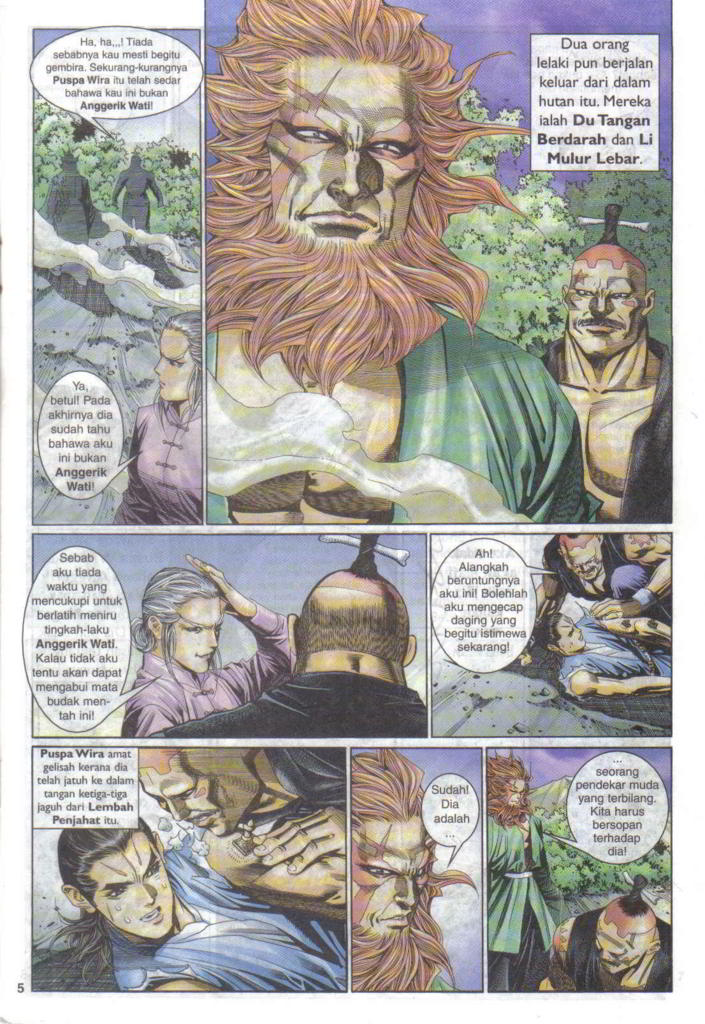 Ha, ha,,,! Tiada
sebabnya kau mesti begitu
gembira. Sekurang-kurangnya
Puspa Wira itu telah sedar
bahawa kau ini bukan
Anggerik Wati!
Dua orang
lelaki pun berjalan
keluar dari dalam
hutan itu. Mereka
ialah Du Tangan
Berdarah dan Li
Mulur Lebar.
Ya,
betul! Pada
akhirnya dia
sudah tahu
bahawa aku
ini bukan
Anggerik
Wati!
Sebab
aku tiada
waktu yang
mencukupi untuk
berlatih meniru
tingkah-laku
Anggerik Wati.
Kalau tidak aku
tentu akan dapat
mengabui mata
budak men-
tah ini!
Ah!
Alangkah
beruntungnya
aku ini! Bolehlah
aku mengecap
daging yang
begitu istimewa
sekarang!
Puspa Wira amat
gelisah kerana dia
telah jatuh ke dalam
tangan ketiga-tiga
jaguh dari Lembah
Penjahat itu.
Sudah!
Dia
adalah
...
...
seorang
pendekar muda
yang terbilang.
Kita harus
bersopan
terhadap
dia!
5